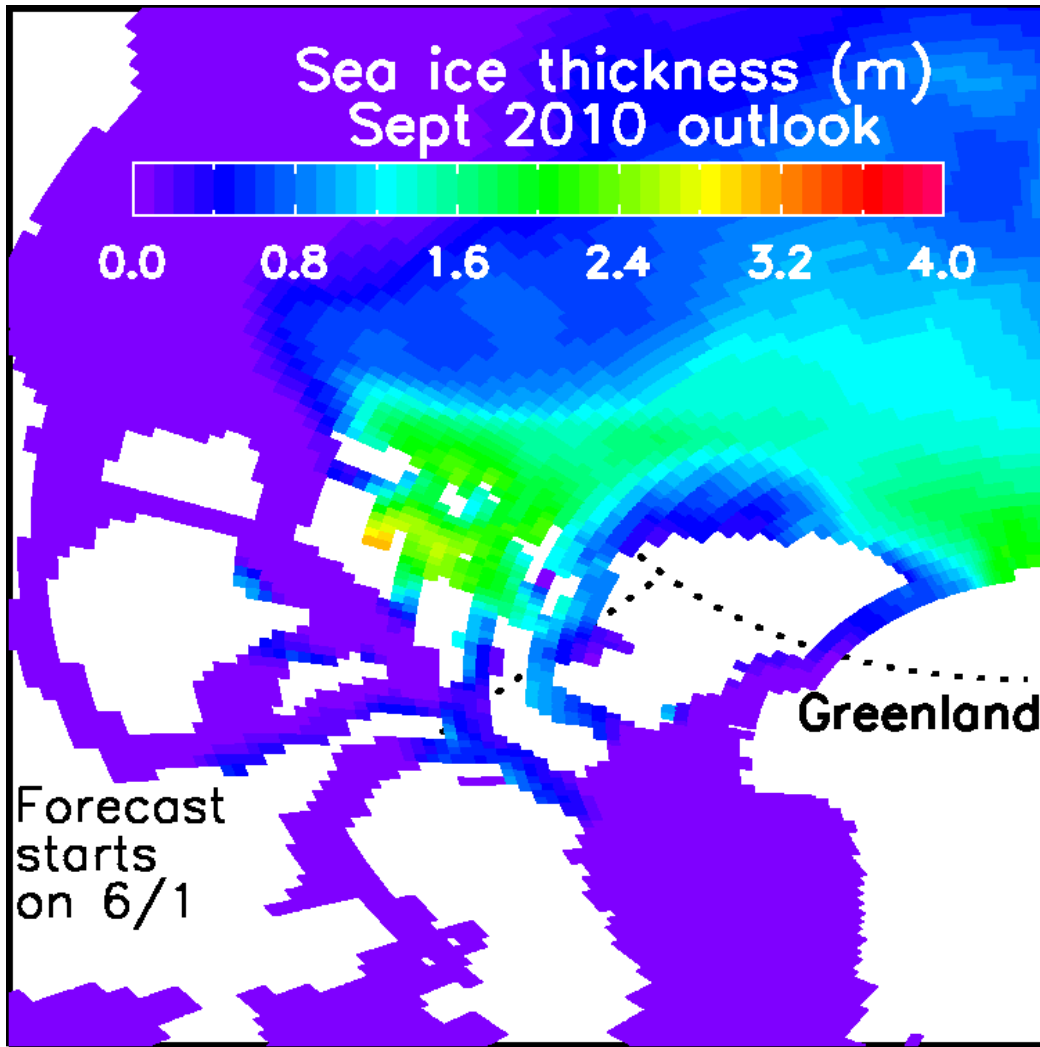 Sea ice thickness (m)
Sept 2010 outlook
0.0 0.8 1.6 2.4 3.2 4.0
Greenland
Forecast
starts
on 6/1